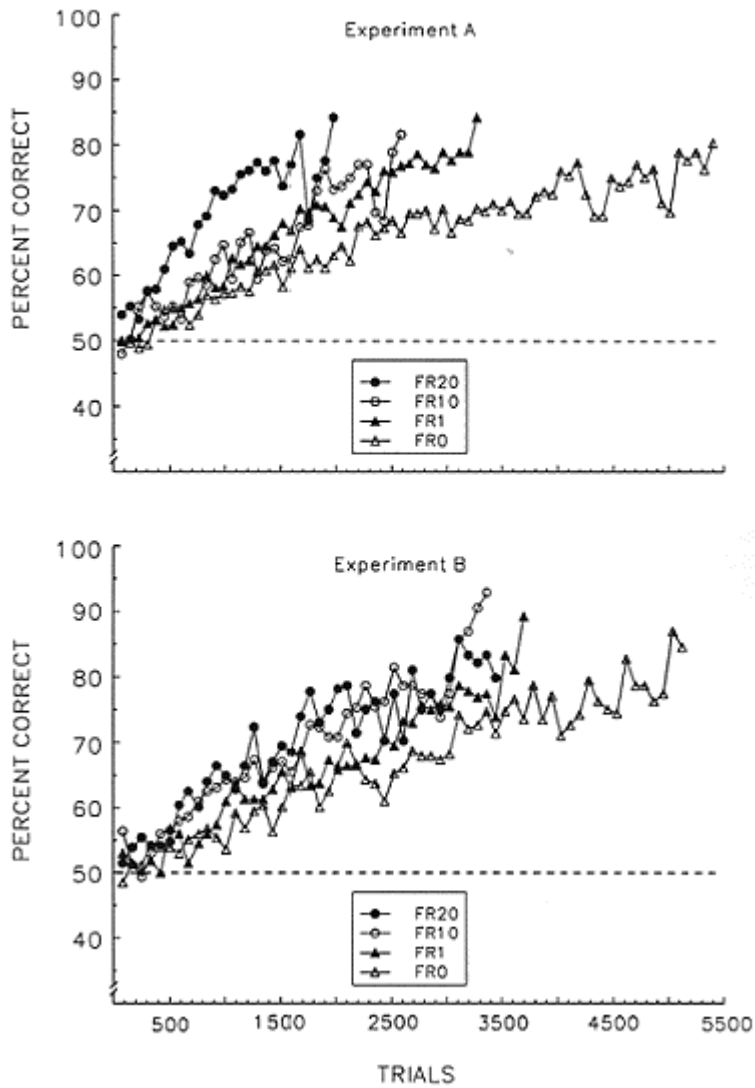 Experiment A
PERCENT CORRECT
100
90
80
70
60
50
40
FR20
FR10
FR1
FR0
Experiment B
PERCENT CORRECT
100
90
80
70
60
50
40
FR20
FR10
FR1
FR0
500 1500 2500 3500 4500 5500
TRIALS